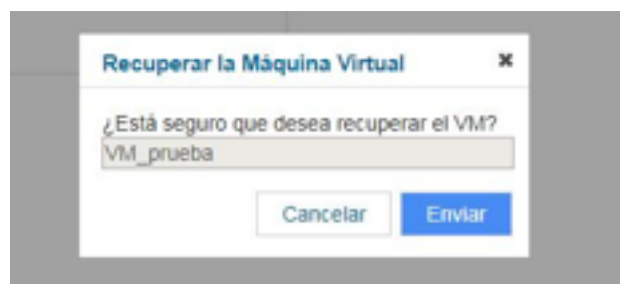 Recuperar la Máquina Virtual
¿Está seguro que desea recuperar el VM?
VM_prueba
Cancelar Enviar